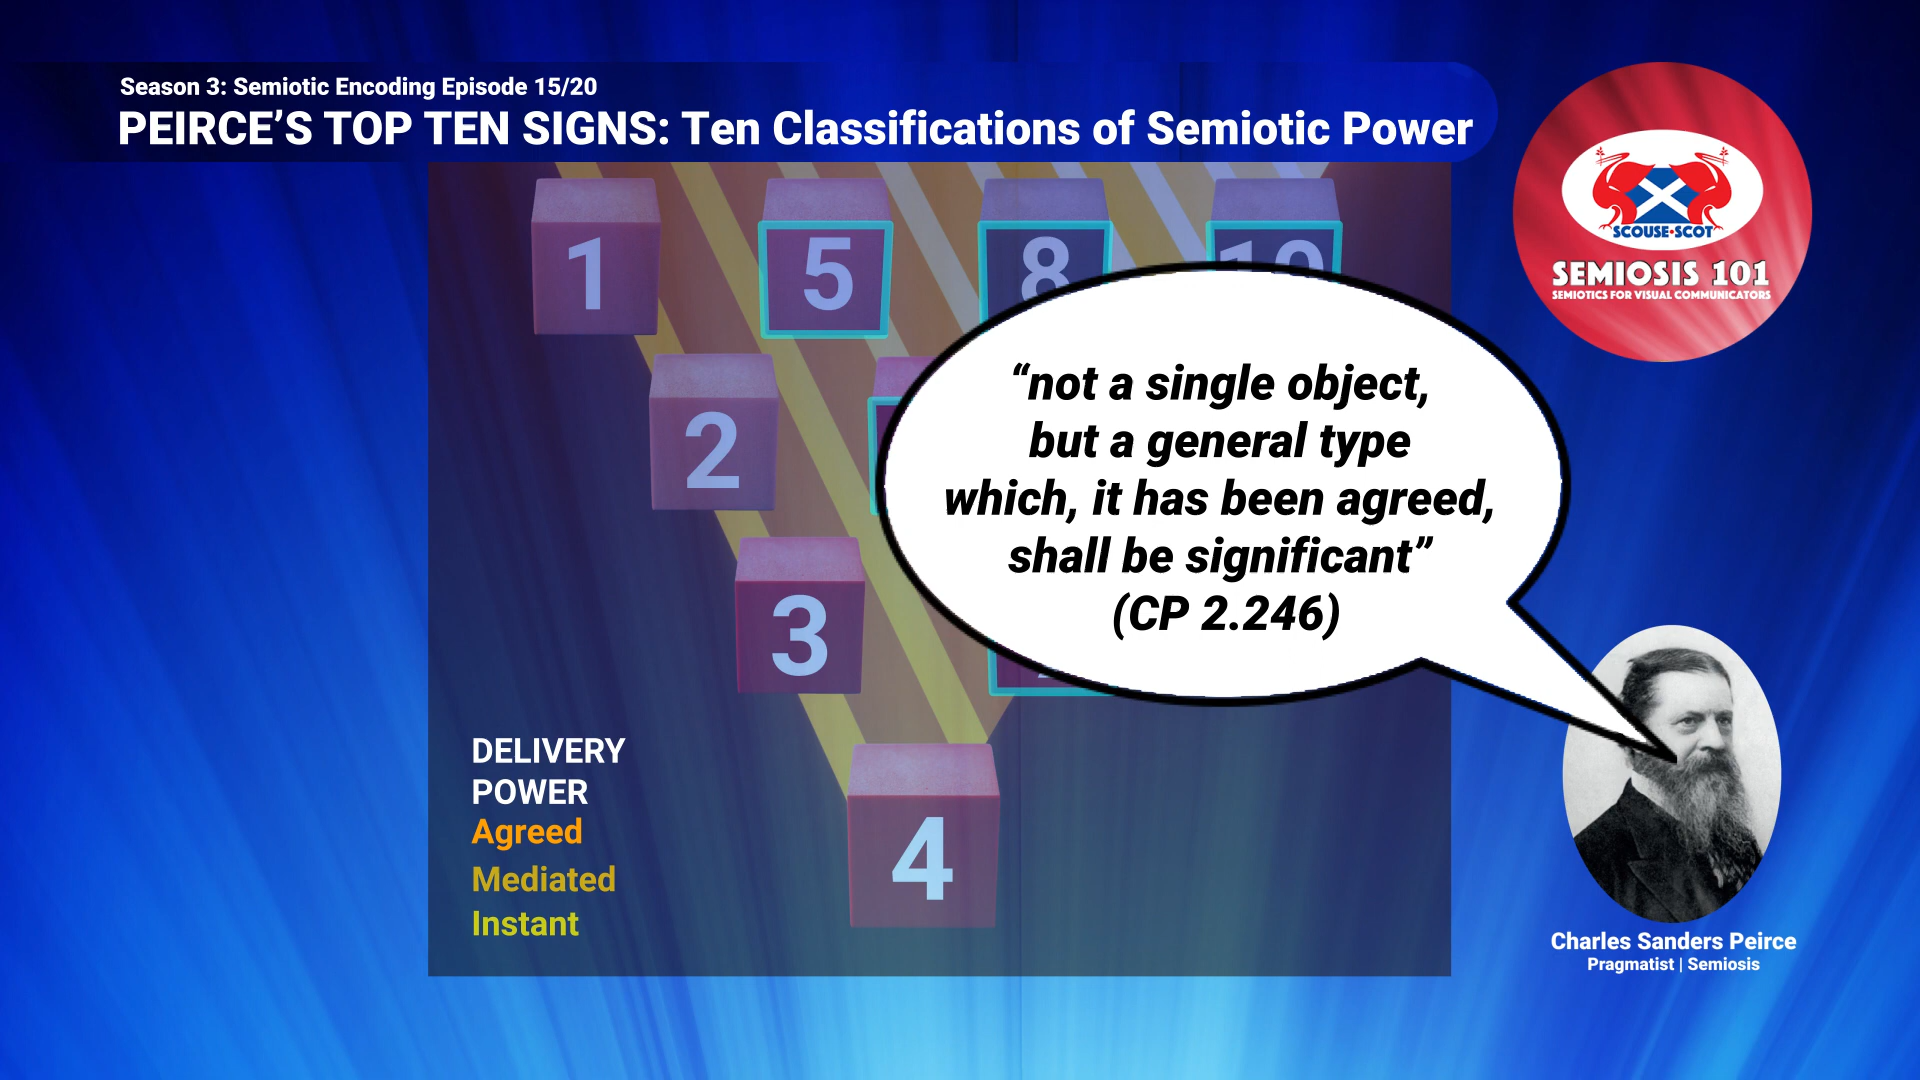 Season 3: Semiotic Encoding Episode 15/20
PEIRCE’S TOP TEN SIGNS: Ten Classifications of Semiotic Power
SCOUSE•SCOT
SEMIOSIS 101
SEMIOTICS FOR VISUAL COMMUNICATORS
1
5
8
10
2
3
4
“not a single object,
but a general type
which, it has been agreed,
shall be significant”
(CP 2.246)
DELIVERY
POWER
Agreed
Mediated
Instant
Charles Sanders Peirce
Pragmatist | Semiosis